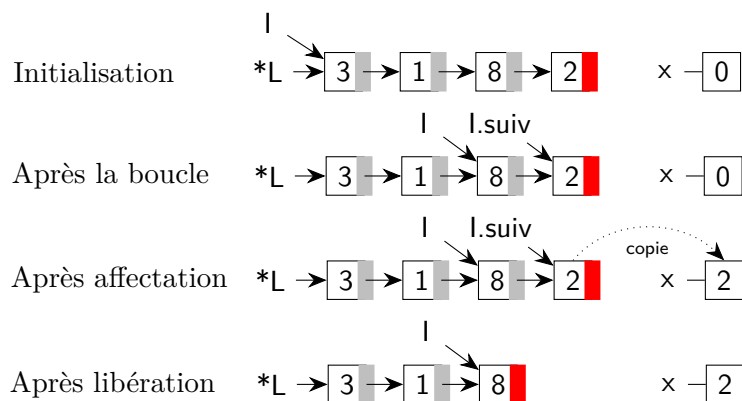 l
Initialisation *L 3 1 8 2 x 0
l l.suiv
Après la boucle *L 3 1 8 2 x 0
l l.suiv
copie
Après affectation *L 3 1 8 2 x 2
l
Après libération *L 3 1 8 x 2